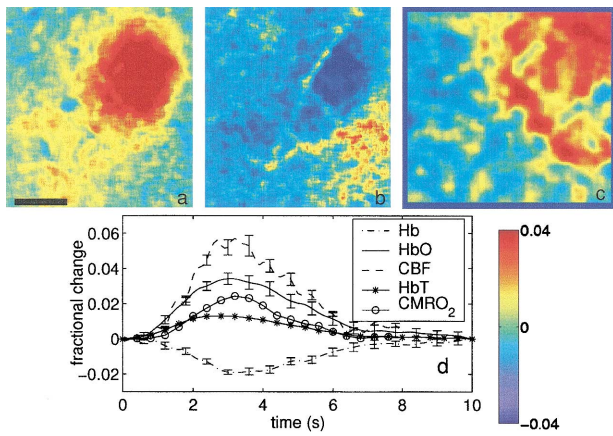 a
b
c
Hb
HbO
CBF
HbT
CMRO₂
d
fractional change
0.06
0.04
0.02
0
−0.02
0 2 4 6 8 10
time (s)
0.04
0
-0.04